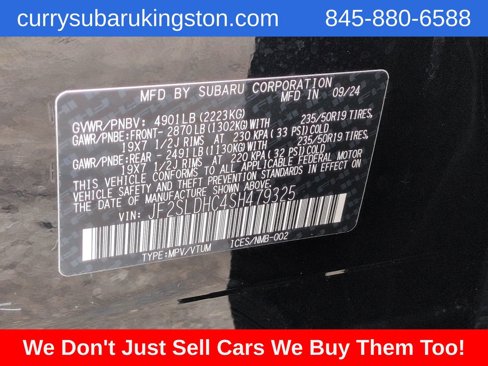 currysubarukingston.com
845-880-6588
MFD BY SUBARU CORPORATION
MFD IN 09/24
GVWR/PNBV: 4901LB(2223KG)
GAWR/PNBE:FRONT- 2870LB(1302KG)WITH 235/50R19 TIRES,
19X7 1/2J RIMS AT 230 KPA(33 PSI)COLD
GAWR/PNBE:REAR - 2491LB(1130KG)WITH 235/50R19 TIRES,
19X7 1/2J RIMS AT 220 KPA(32 PSI)COLD
THIS VEHICLE CONFORMS TO ALL APPLICABLE FEDERAL MOTOR
VEHICLE SAFETY STANDARDS IN EFFECT ON
THE DATE OF MANUFACTURE SHOWN ABOVE.
VIN: JF2SLDHC4SH479325
TYPE:MPV/VTUM ICES/NMB-002
We Don't Just Sell Cars We Buy Them Too!